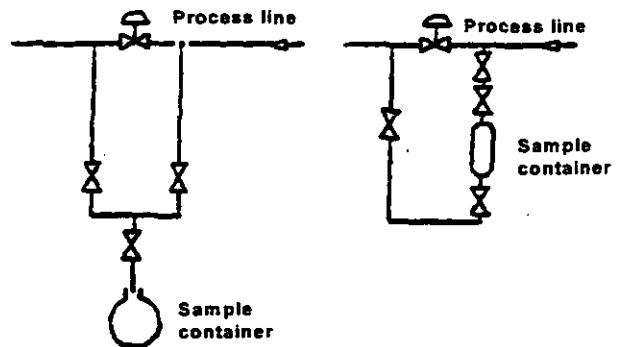 Process line
Sample
container
Process line
Sample
container